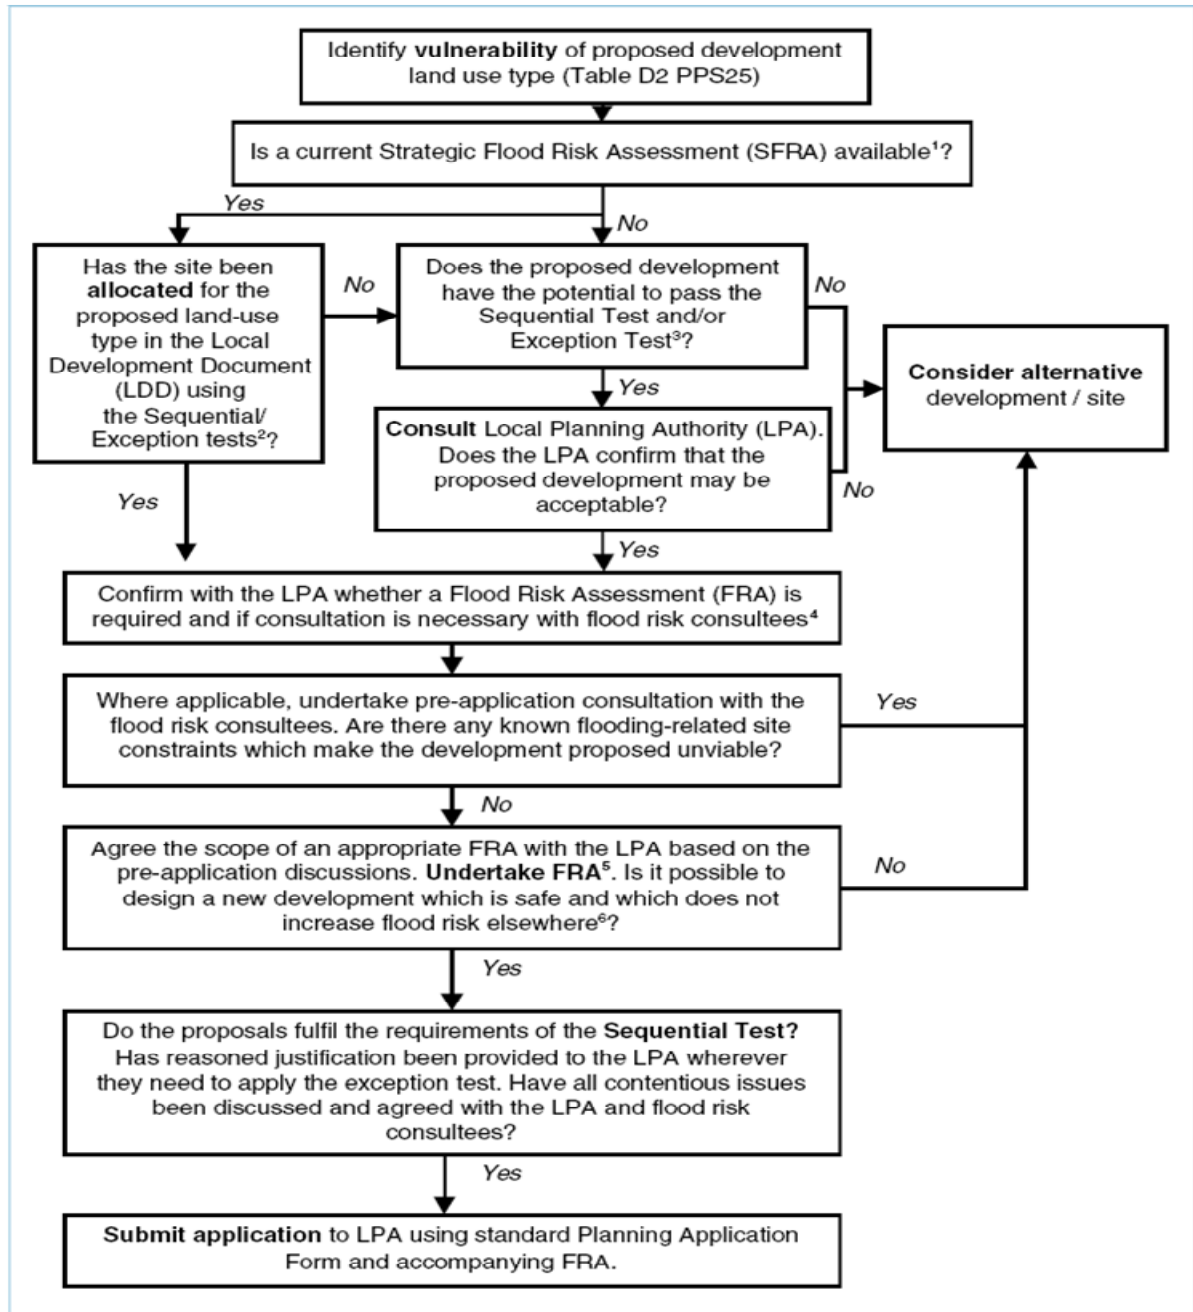 Identify vulnerability of proposed development
land use type (Table D2 PPS25)
Is a current Strategic Flood Risk Assessment (SFRA) available¹?
Yes
No
Has the site been
allocated for the
proposed land-use
type in the Local
Development Document
(LDD) using
the Sequential/
Exception tests²?
No
Does the proposed development
have the potential to pass the
Sequential Test and/or
Exception Test³?
No
Consider alternative
development / site
Yes
Consult Local Planning Authority (LPA).
Does the LPA confirm that the
proposed development may be
acceptable?
No
Yes
Yes
Confirm with the LPA whether a Flood Risk Assessment (FRA) is
required and if consultation is necessary with flood risk consultees⁴
Where applicable, undertake pre-application consultation with the
flood risk consultees. Are there any known flooding-related site
constraints which make the development proposed unviable?
Yes
No
Agree the scope of an appropriate FRA with the LPA based on the
pre-application discussions. Undertake FRA⁵. Is it possible to
design a new development which is safe and which does not
increase flood risk elsewhere⁶?
No
Yes
Do the proposals fulfil the requirements of the Sequential Test?
Has reasoned justification been provided to the LPA wherever
they need to apply the exception test. Have all contentious issues
been discussed and agreed with the LPA and flood risk
consultees?
Yes
Submit application to LPA using standard Planning Application
Form and accompanying FRA.